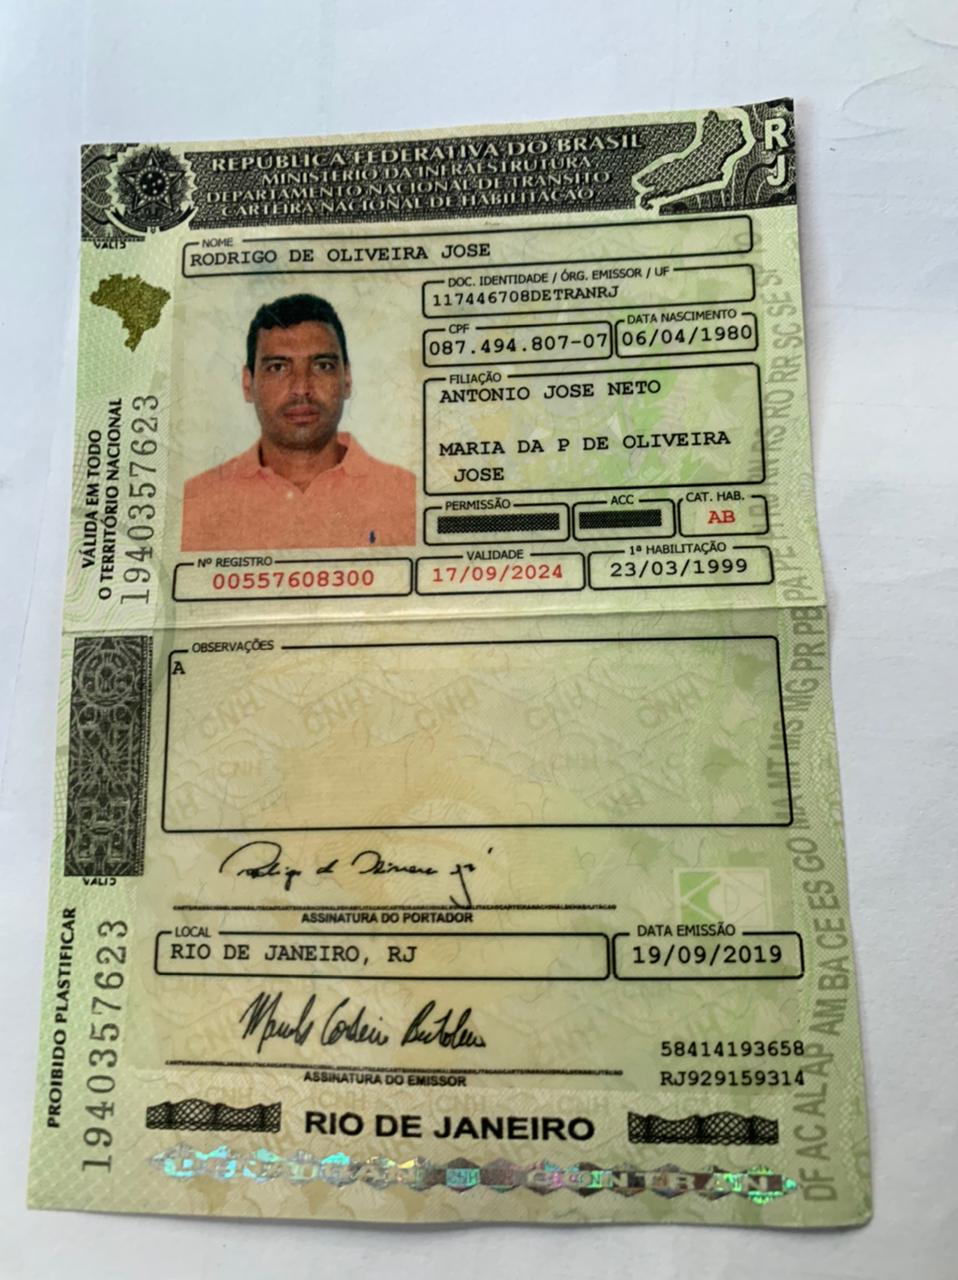 REPÚBLICA FEDERATIVA DO BRASIL
MINISTÉRIO DA INFRAESTRUTURA
DEPARTAMENTO NACIONAL DE TRÂNSITO
CARTEIRA NACIONAL DE HABILITAÇÃO
RJ
VALID
NOME
RODRIGO DE OLIVEIRA JOSE
DOC. IDENTIDADE / ÓRG. EMISSOR / UF
117446708DETRANRJ
CPF
087.494.807-07
DATA NASCIMENTO
06/04/1980
FILIAÇÃO
ANTONIO JOSE NETO
MARIA DA P DE OLIVEIRA
JOSE
PERMISSÃO
ACC
CAT. HAB.
AB
Nº REGISTRO
00557608300
VALIDADE
17/09/2024
1ª HABILITAÇÃO
23/03/1999
VÁLIDA EM TODO
O TERRITÓRIO NACIONAL
1940357623
OBSERVAÇÕES
A
VALID
ASSINATURA DO PORTADOR
LOCAL
RIO DE JANEIRO, RJ
DATA EMISSÃO
19/09/2019
ASSINATURA DO EMISSOR
58414193658
RJ929159314
PROIBIDO PLASTIFICAR
1940357623
RIO DE JANEIRO
DENATRAN CONTRAN
DF AC AL AP AM BA CE ES GO MA MT MS MG PR PB PA PE
RS RO RR SC SE